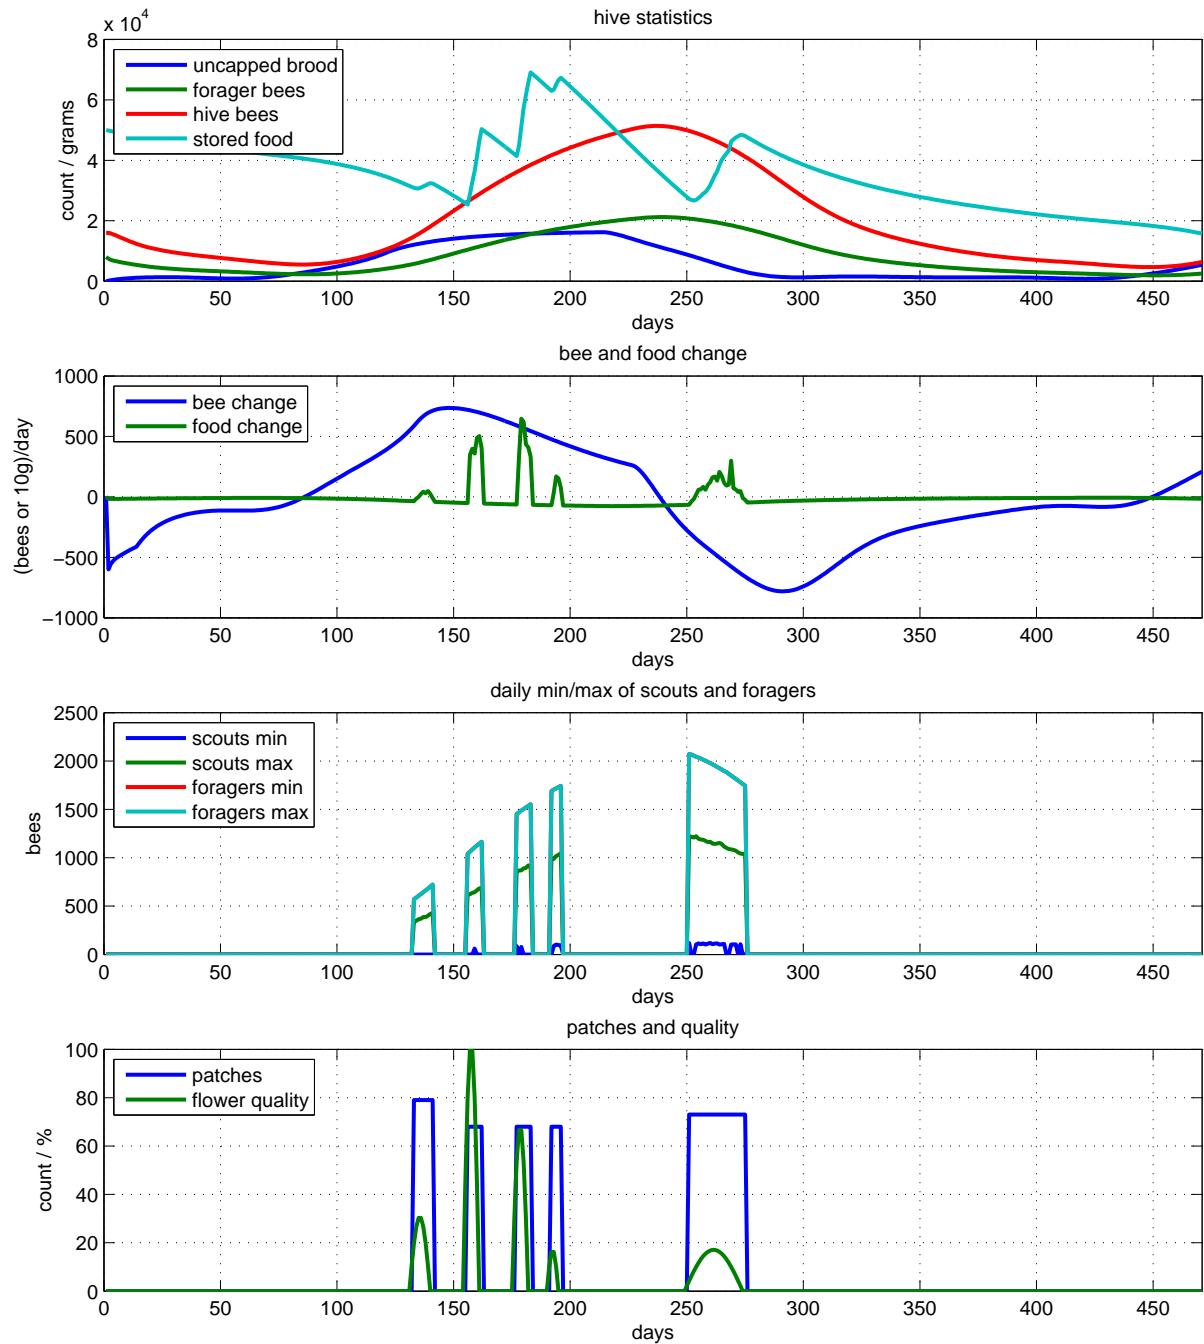 hive statistics
x 10^4
80
60
40
20
0
count / grams
uncapped brood
forager bees
hive bees
stored food
0 50 100 150 200 250 300 350 400 450
days
bee and food change
1000
500
0
−500
−1000
(bees or 10g)/day
bee change
food change
0 50 100 150 200 250 300 350 400 450
days
daily min/max of scouts and foragers
2500
2000
1500
1000
500
0
bees
scouts min
scouts max
foragers min
foragers max
0 50 100 150 200 250 300 350 400 450
days
patches and quality
100
80
60
40
20
0
count / %
patches
flower quality
0 50 100 150 200 250 300 350 400 450
days